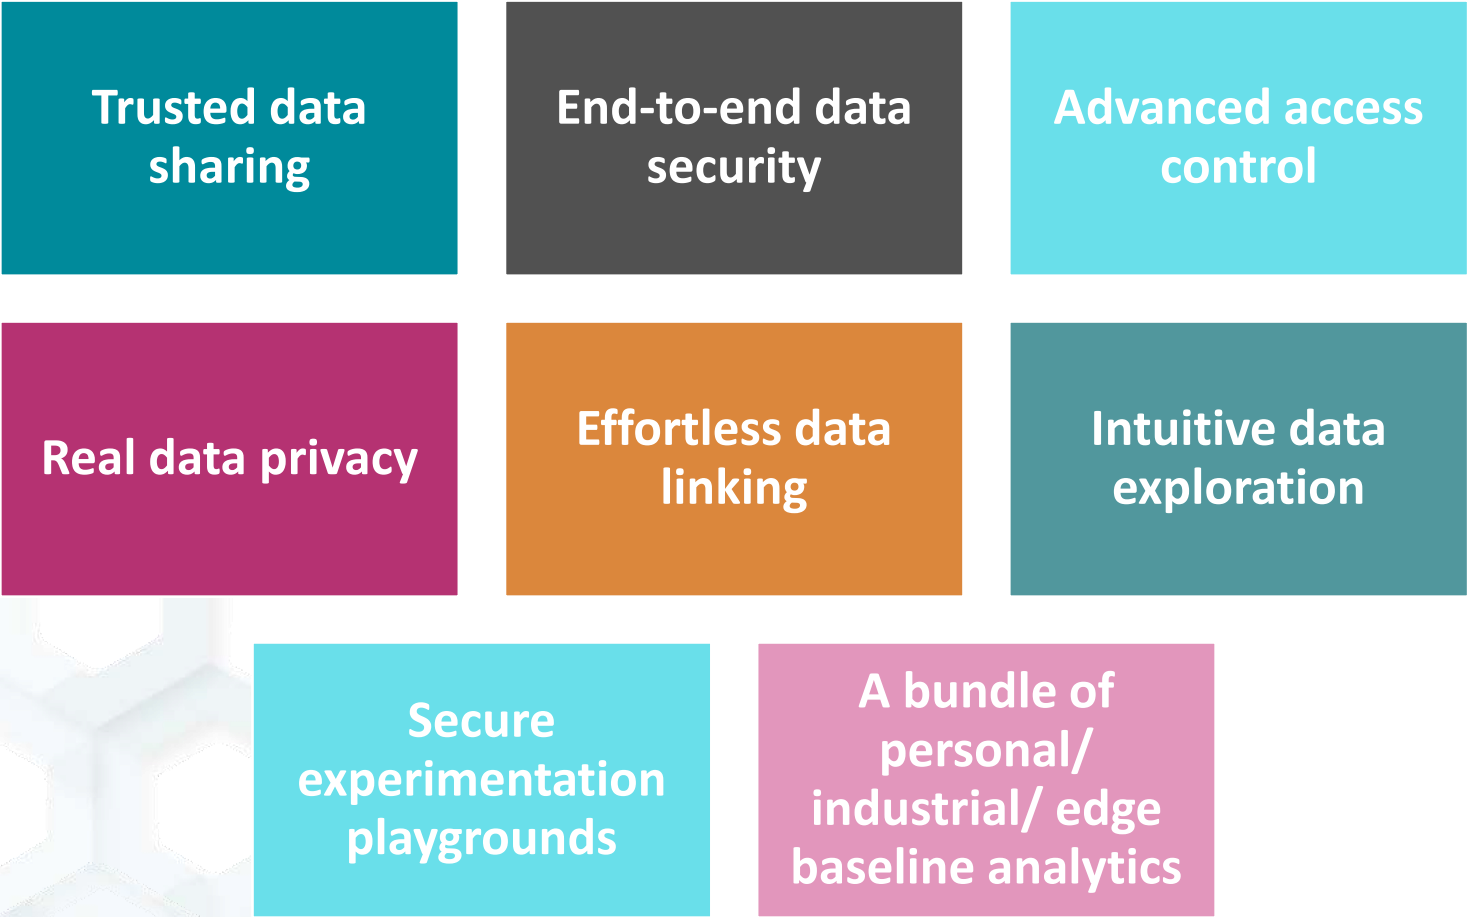 Trusted data
sharing
End-to-end data
security
Advanced access
control
Real data privacy
Effortless data
linking
Intuitive data
exploration
Secure
experimentation
playgrounds
A bundle of
personal/
industrial/ edge
baseline analytics